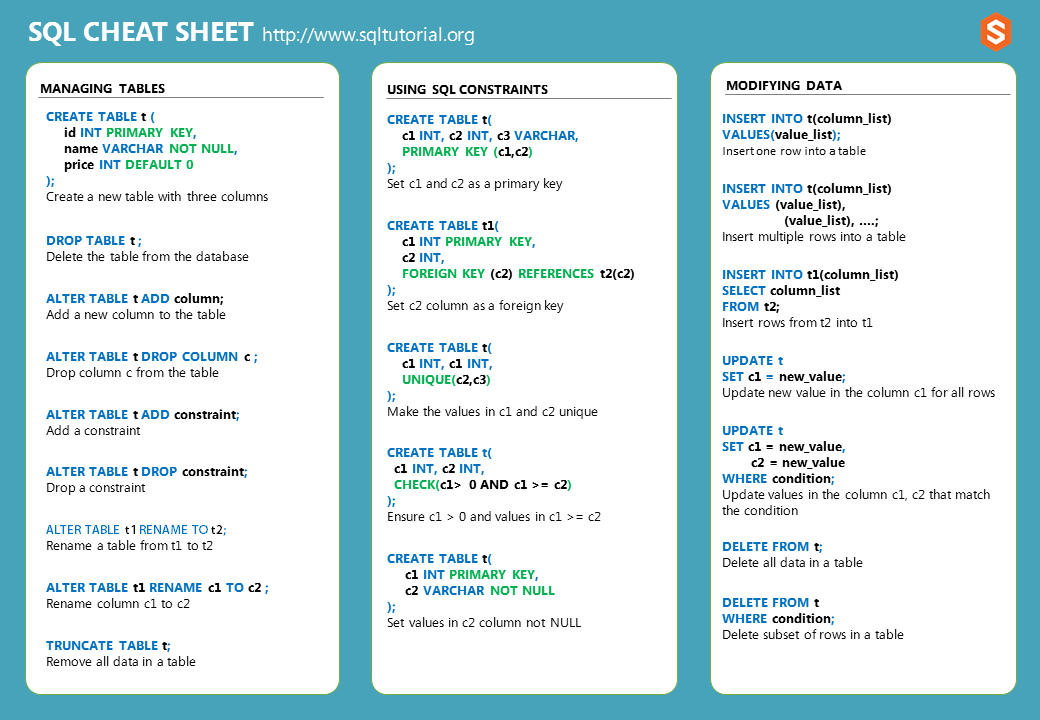 SQL CHEAT SHEET http://www.sqltutorial.org
S
MANAGING TABLES
CREATE TABLE t (
id INT PRIMARY KEY,
name VARCHAR NOT NULL,
price INT DEFAULT 0
);
Create a new table with three columns
DROP TABLE t ;
Delete the table from the database
ALTER TABLE t ADD column;
Add a new column to the table
ALTER TABLE t DROP COLUMN c ;
Drop column c from the table
ALTER TABLE t ADD constraint;
Add a constraint
ALTER TABLE t DROP constraint;
Drop a constraint
ALTER TABLE t1 RENAME TO t2;
Rename a table from t1 to t2
ALTER TABLE t1 RENAME c1 TO c2 ;
Rename column c1 to c2
TRUNCATE TABLE t;
Remove all data in a table
USING SQL CONSTRAINTS
CREATE TABLE t(
c1 INT, c2 INT, c3 VARCHAR,
PRIMARY KEY (c1,c2)
);
Set c1 and c2 as a primary key
CREATE TABLE t1(
c1 INT PRIMARY KEY,
c2 INT,
FOREIGN KEY (c2) REFERENCES t2(c2)
);
Set c2 column as a foreign key
CREATE TABLE t(
c1 INT, c1 INT,
UNIQUE(c2,c3)
);
Make the values in c1 and c2 unique
CREATE TABLE t(
c1 INT, c2 INT,
CHECK(c1> 0 AND c1 >= c2)
);
Ensure c1 > 0 and values in c1 >= c2
CREATE TABLE t(
c1 INT PRIMARY KEY,
c2 VARCHAR NOT NULL
);
Set values in c2 column not NULL
MODIFYING DATA
INSERT INTO t(column_list)
VALUES(value_list);
Insert one row into a table
INSERT INTO t(column_list)
VALUES (value_list),
(value_list), ....;
Insert multiple rows into a table
INSERT INTO t1(column_list)
SELECT column_list
FROM t2;
Insert rows from t2 into t1
UPDATE t
SET c1 = new_value;
Update new value in the column c1 for all rows
UPDATE t
SET c1 = new_value,
c2 = new_value
WHERE condition;
Update values in the column c1, c2 that match
the condition
DELETE FROM t;
Delete all data in a table
DELETE FROM t
WHERE condition;
Delete subset of rows in a table